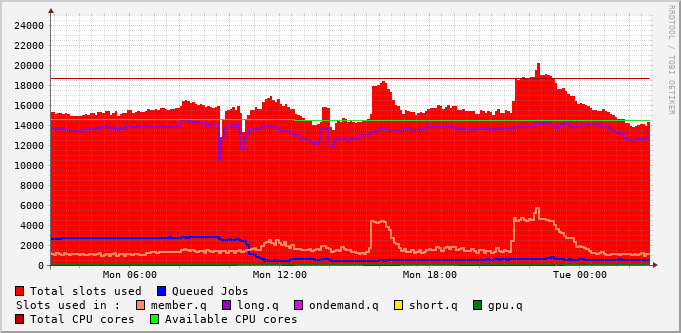 RRDTOOL / TOBI OETIKER
24000
22000
20000
18000
16000
14000
12000
10000
8000
6000
4000
2000
0
Mon 06:00 Mon 12:00 Mon 18:00 Tue 00:00
Total slots used Queued Jobs
Slots used in : member.q long.q ondemand.q short.q gpu.q
Total CPU cores Available CPU cores